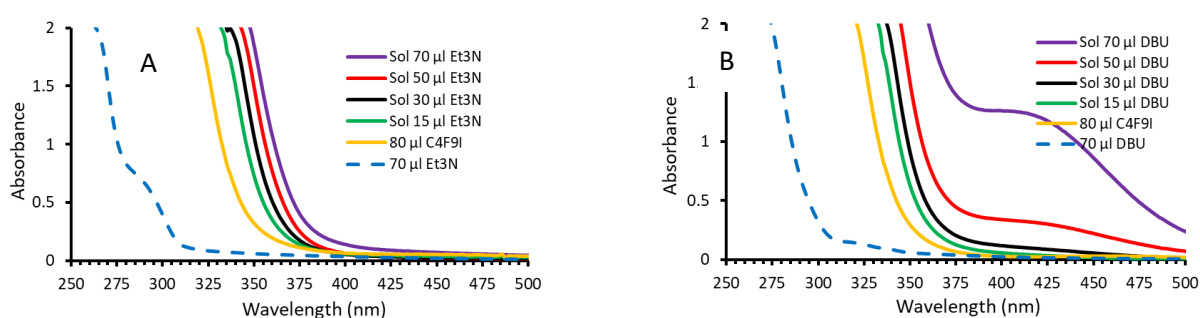 2
1.5
1
0.5
0
250 275 300 325 350 375 400 425 450 475 500
Absorbance
Wavelength (nm)
A
Sol 70 µl Et3N
Sol 50 µl Et3N
Sol 30 µl Et3N
Sol 15 µl Et3N
80 µl C4F9I
70 µl Et3N
2
1.
1
0.5
0
250 275 300 325 350 375 400 425 450 475 500
Absorbance
Wavelength (nm)
B
Sol 70 µl DBU
Sol 50 µl DBU
Sol 30 µl DBU
Sol 15 µl DBU
80 µl C4F9I
70 µl DBU